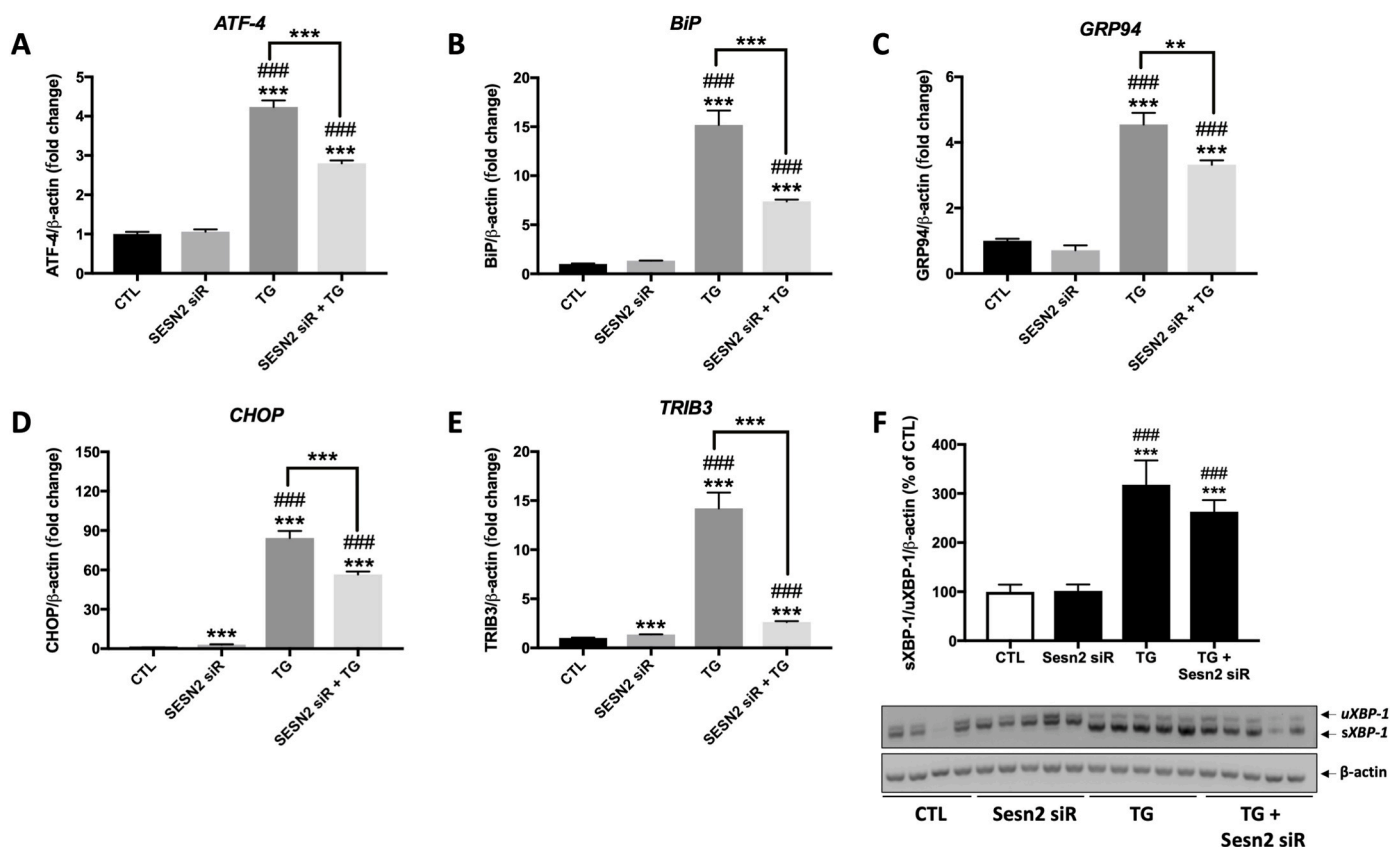 A
ATF-4
ATF-4/β-actin (fold change)
5
4
3
2
1
0
***
###
***
###
***
CTL
SESN2 siR
TG
SESN2 siR + TG
B
BiP
BiP/β-actin (fold change)
20
15
10
5
0
***
###
***
###
***
CTL
SESN2 siR
TG
SESN2 siR + TG
C
GRP94
GRP94/β-actin (fold change)
6
4
2
0
**
###
***
###
***
CTL
SESN2 siR
TG
SESN2 siR + TG
D
CHOP
CHOP/β-actin (fold change)
150
120
90
60
30
0
***
***
###
***
###
***
CTL
SESN2 siR
TG
SESN2 siR + TG
E
TRIB3
TRIB3/β-actin (fold change)
20
15
10
5
0
***
***
###
***
###
***
CTL
SESN2 siR
TG
SESN2 siR + TG
F
sXBP-1/uXBP-1/β-actin (% of CTL)
400
300
200
100
0
###
***
###
***
CTL
Sesn2 siR
TG
TG +
Sesn2 siR
uXBP-1
sXBP-1
β-actin
CTL
Sesn2 siR
TG
TG +
Sesn2 siR